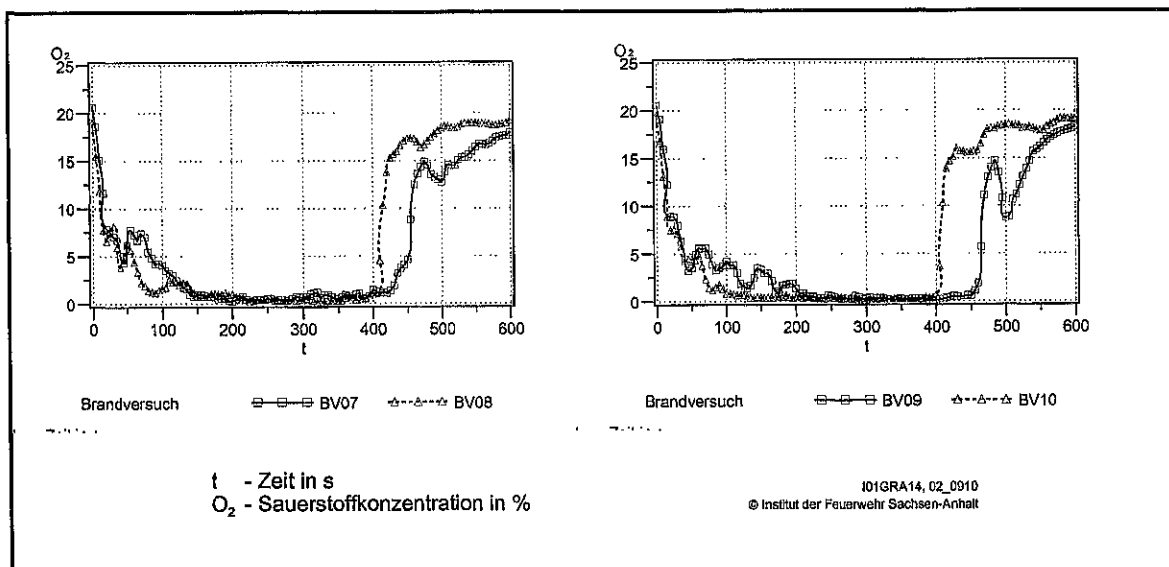 O₂
25
20
15
10
5
0
0 100 200 300 400 500 600
t
Brandversuch BV07 BV08
O₂
25
20
15
10
5
0
0 100 200 300 400 500 600
t
Brandversuch BV09 BV10
t - Zeit in s
O₂ - Sauerstoffkonzentration in %
I01GRA14, 02_0910
© Institut der Feuerwehr Sachsen-Anhalt